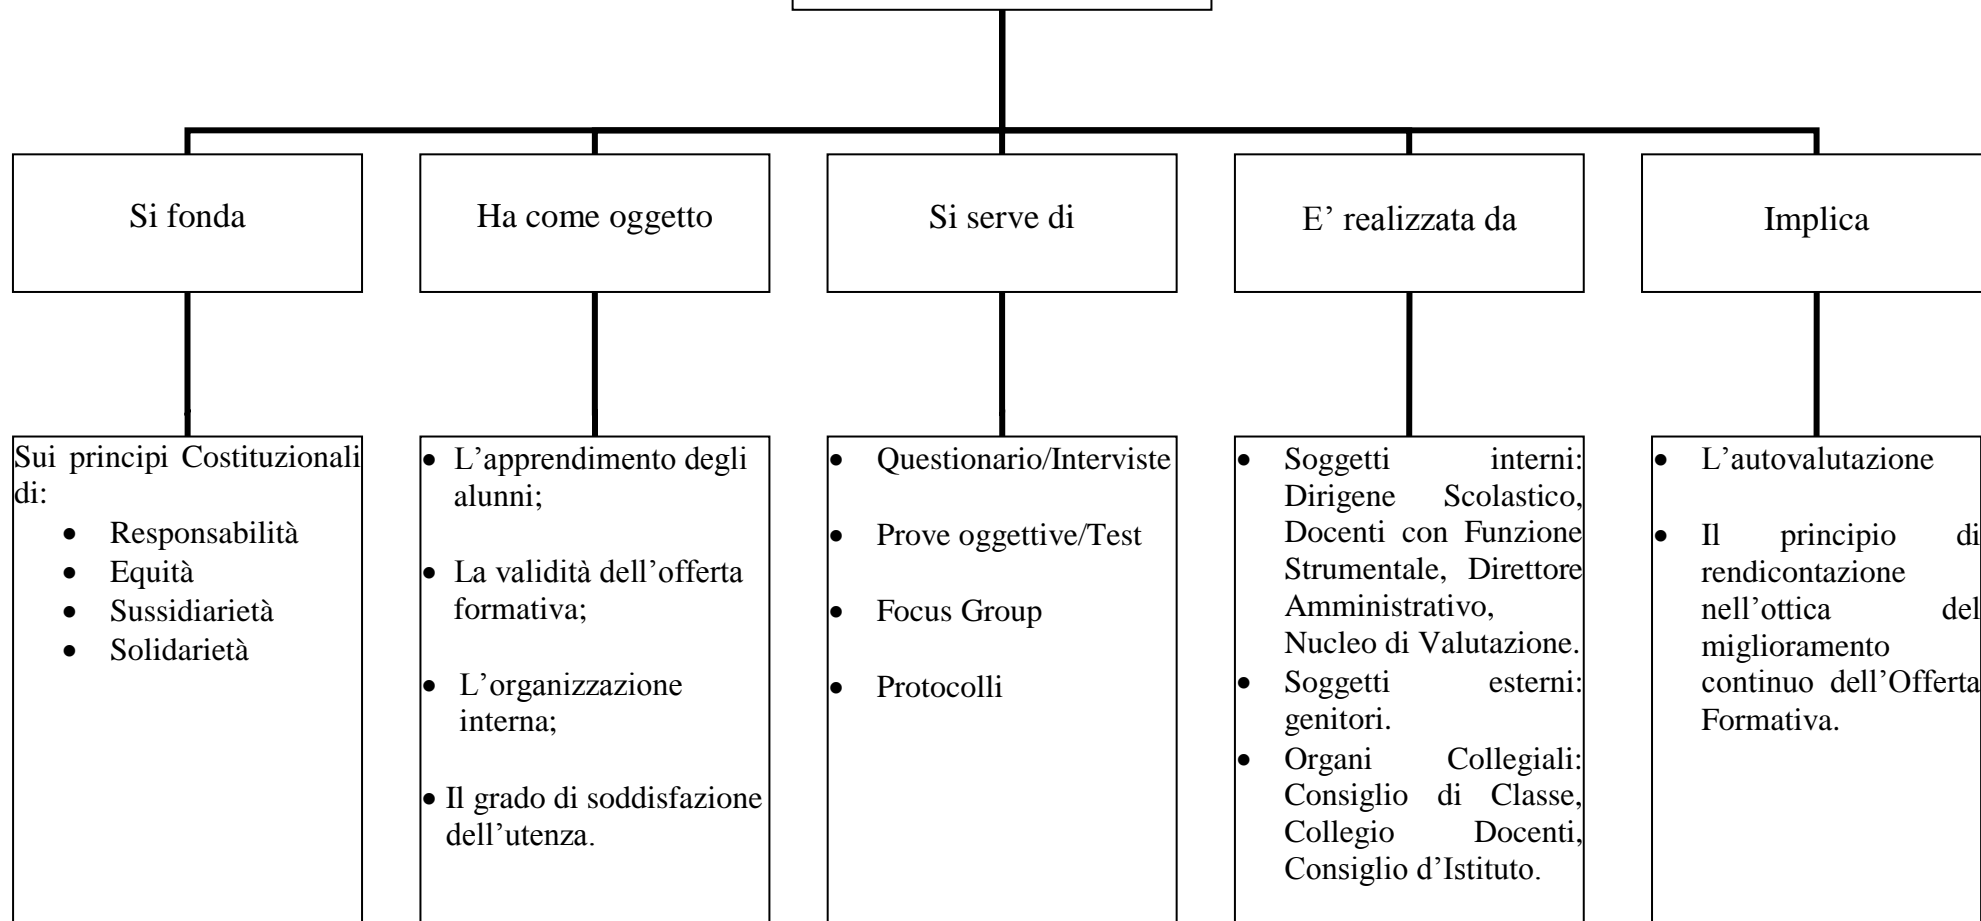 Si fonda
Ha come oggetto
Si serve di
E’ realizzata da
Implica
Sui principi Costituzionali
di:
• Responsabilità
• Equità
• Sussidiarietà
• Solidarietà
• L’apprendimento degli
alunni;
• La validità dell’offerta
formativa;
• L’organizzazione
interna;
• Il grado di soddisfazione
dell’utenza.
• Questionario/Interviste
• Prove oggettive/Test
• Focus Group
• Protocolli
• Soggetti interni:
Dirigene Scolastico,
Docenti con Funzione
Strumentale, Direttore
Amministrativo,
Nucleo di Valutazione.
• Soggetti esterni:
genitori.
• Organi Collegiali:
Consiglio di Classe,
Collegio Docenti,
Consiglio d’Istituto.
• L’autovalutazione
• Il principio di
rendicontazione
nell’ottica del
miglioramento
continuo dell’Offerta
Formativa.